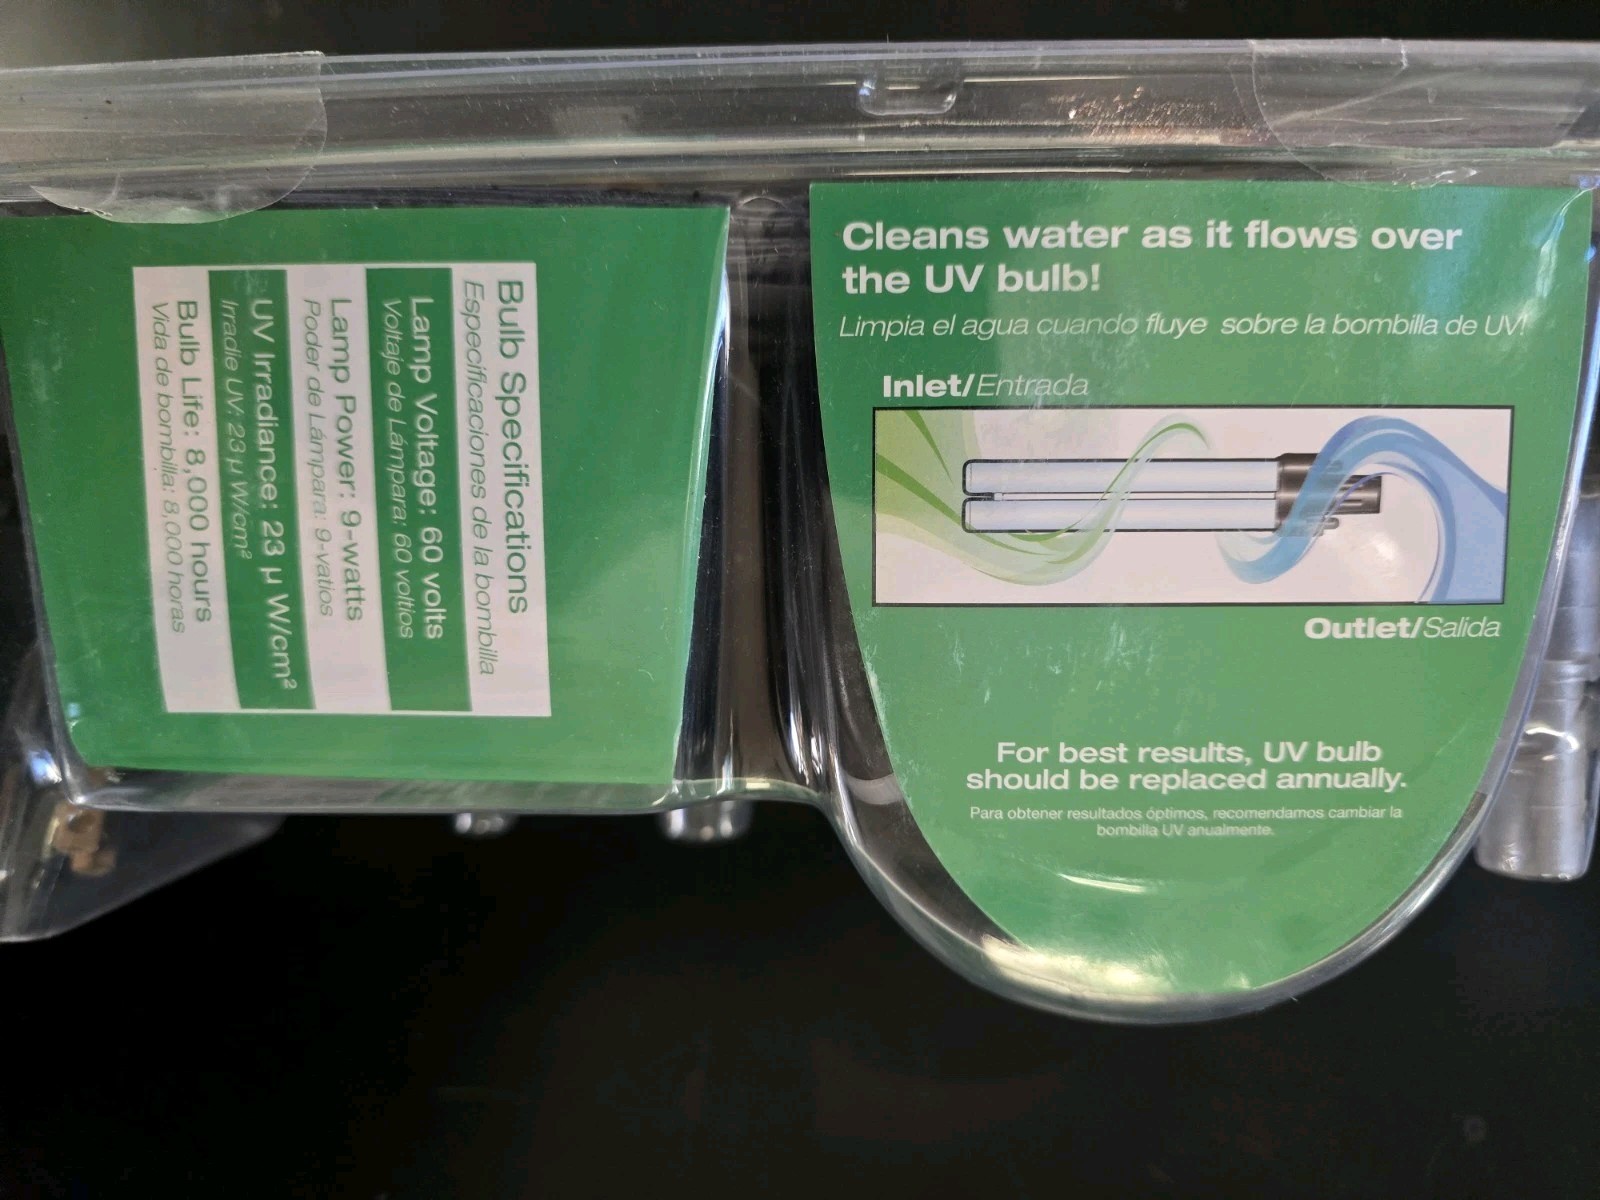 Bulb Specifications
Especificaciones de la bombilla
Lamp Voltage: 60 volts
Voltaje de Lámpara: 60 voltios
Lamp Power: 9-watts
Poder de Lámpara: 9-vatios
UV Irradiance: 23 µ W/cm²
Irradie UV: 23 µ W/cm²
Bulb Life: 8,000 hours
Vida de bombilla: 8,000 horas
Cleans water as it flows over
the UV bulb!
Limpia el agua cuando fluye sobre la bombilla de UV!
Inlet/Entrada
Outlet/Salida
For best results, UV bulb
should be replaced annually.
Para obtener resultados óptimos, recomendamos cambiar la
bombilla UV anualmente.